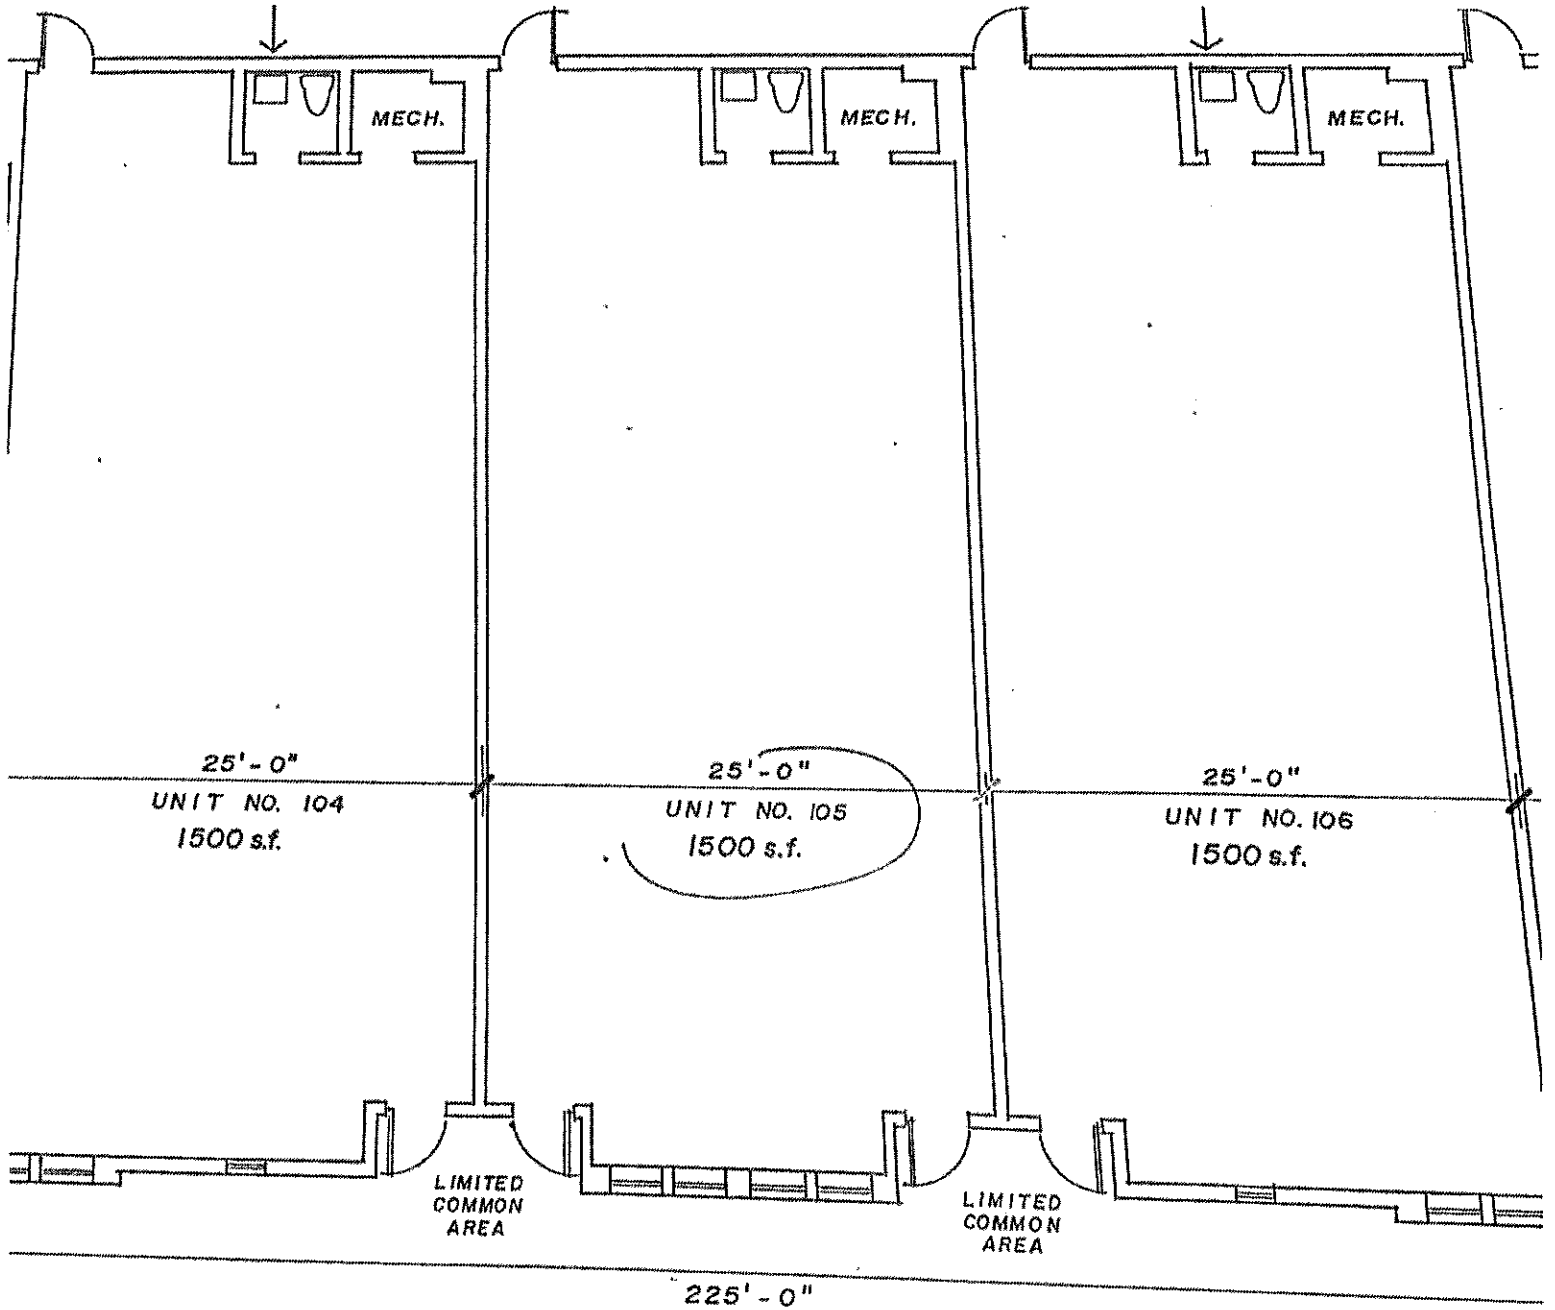 MECH.
MECH.
MECH.
25'-0"
UNIT NO. 104
1500 s.f.
25'-0"
UNIT NO. 105
1500 s.f.
25'-0"
UNIT NO. 106
1500 s.f.
LIMITED
COMMON
AREA
LIMITED
COMMON
AREA
225'-0"